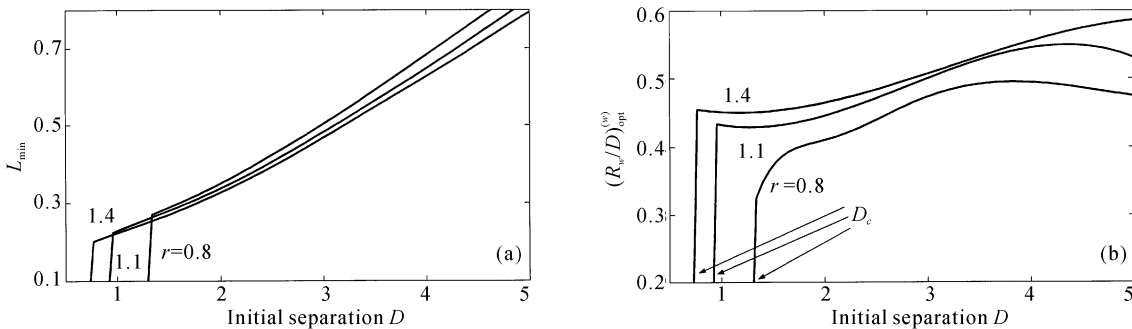 0.7
0.5
0.3
0.1
L_min
1.4
1.1
r=0.8
(a)
1 2 3 4 5
Initial separation D
0.6
0.5
0.4
0.3
0.2
(R_w/D)_opt^(w)
1.4
1.1
r=0.8
D_c
(b)
1 2 3 4 5
Initial separation D